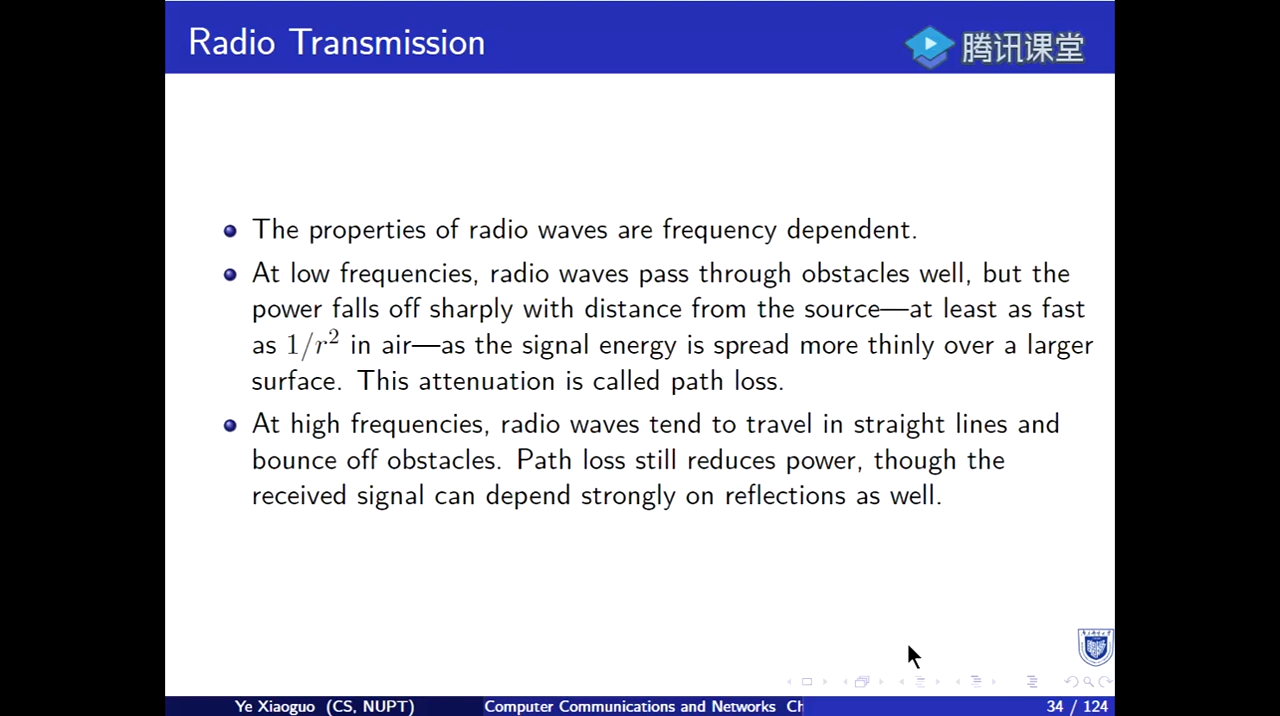 Radio Transmission
腾讯课堂
The properties of radio waves are frequency dependent.
At low frequencies, radio waves pass through obstacles well, but the
power falls off sharply with distance from the source—at least as fast
as 1/r² in air—as the signal energy is spread more thinly over a larger
surface. This attenuation is called path loss.
At high frequencies, radio waves tend to travel in straight lines and
bounce off obstacles. Path loss still reduces power, though the
received signal can depend strongly on reflections as well.
Ye Xiaoguo (CS, NUPT)
Computer Communications and Networks Ch
34 / 124